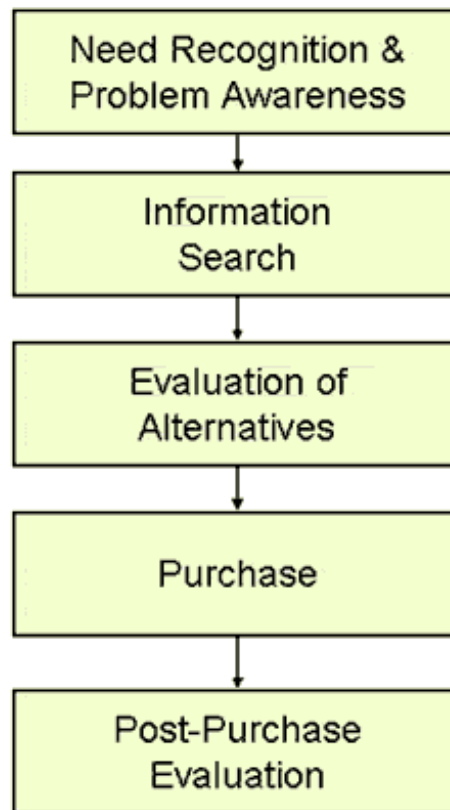 Need Recognition &
Problem Awareness
Information
Search
Evaluation of
Alternatives
Purchase
Post-Purchase
Evaluation